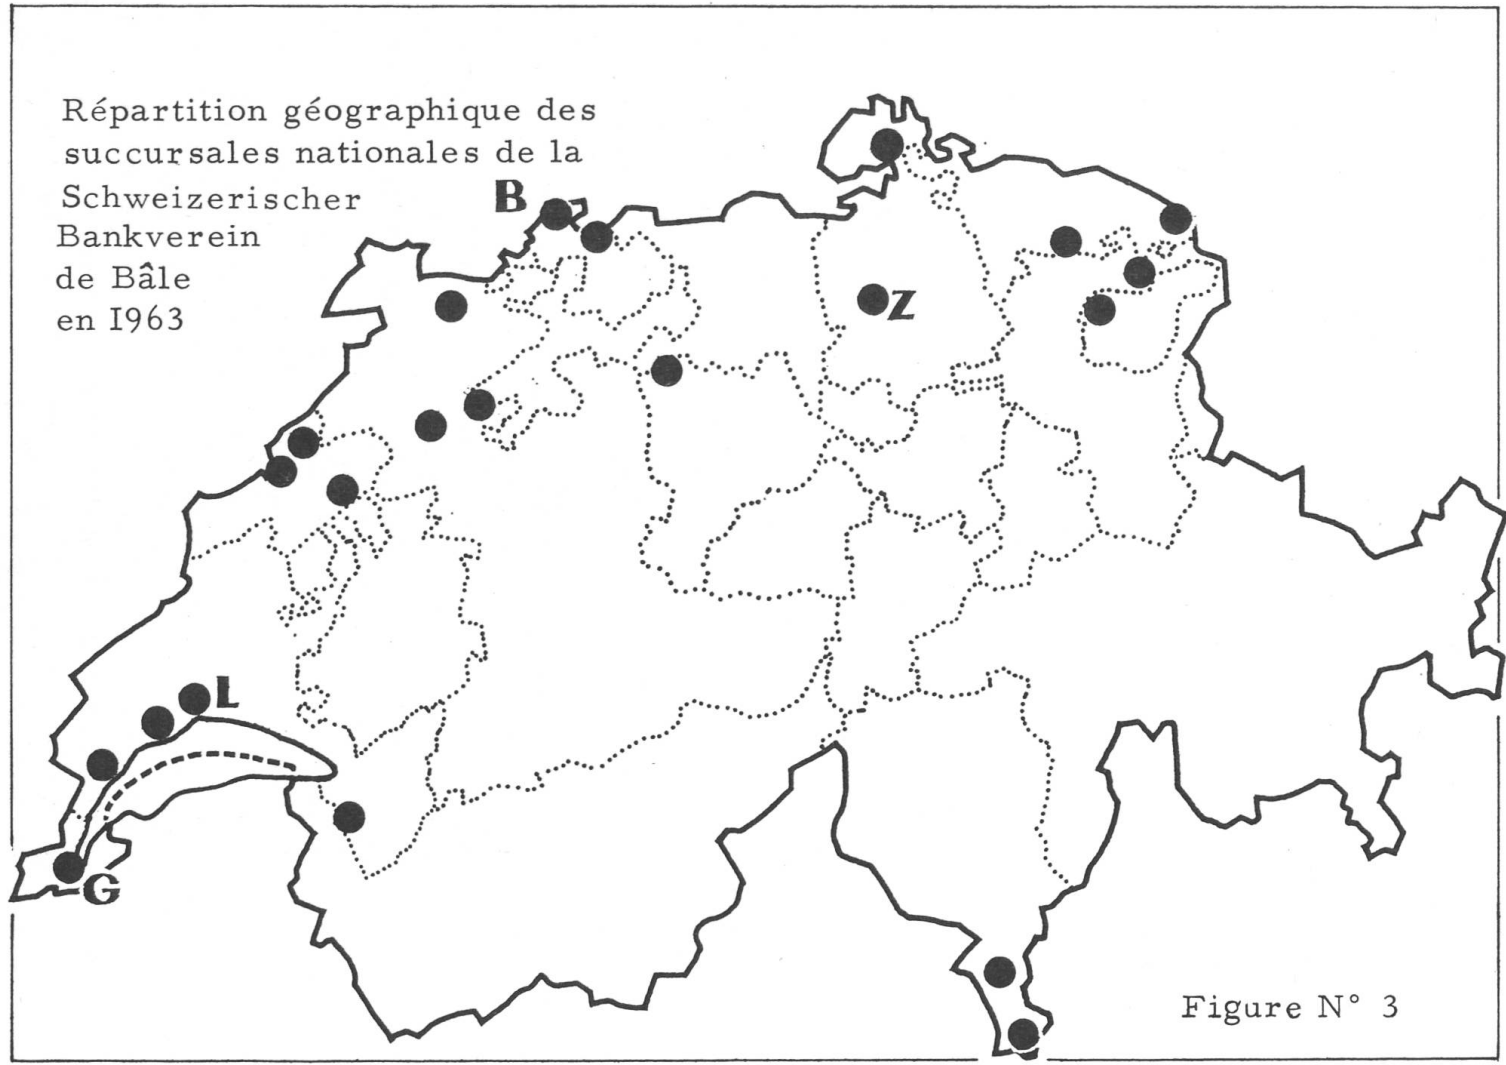 Répartition géographique des
succursales nationales de la
Schweizerischer
Bankverein
de Bâle
en I963
B
Z
L
G
Figure N° 3